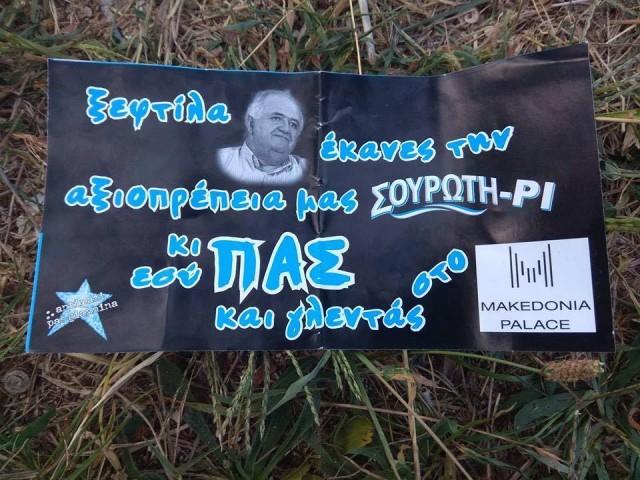 ξεφτίλα
έκανες την
αξιοπρέπεια μας ΣΟΥΡΩΤΗ-ΡΙ
κι
εσύ ΠΑΣ στο
και γλεντάς
MAKEDONIA
PALACE